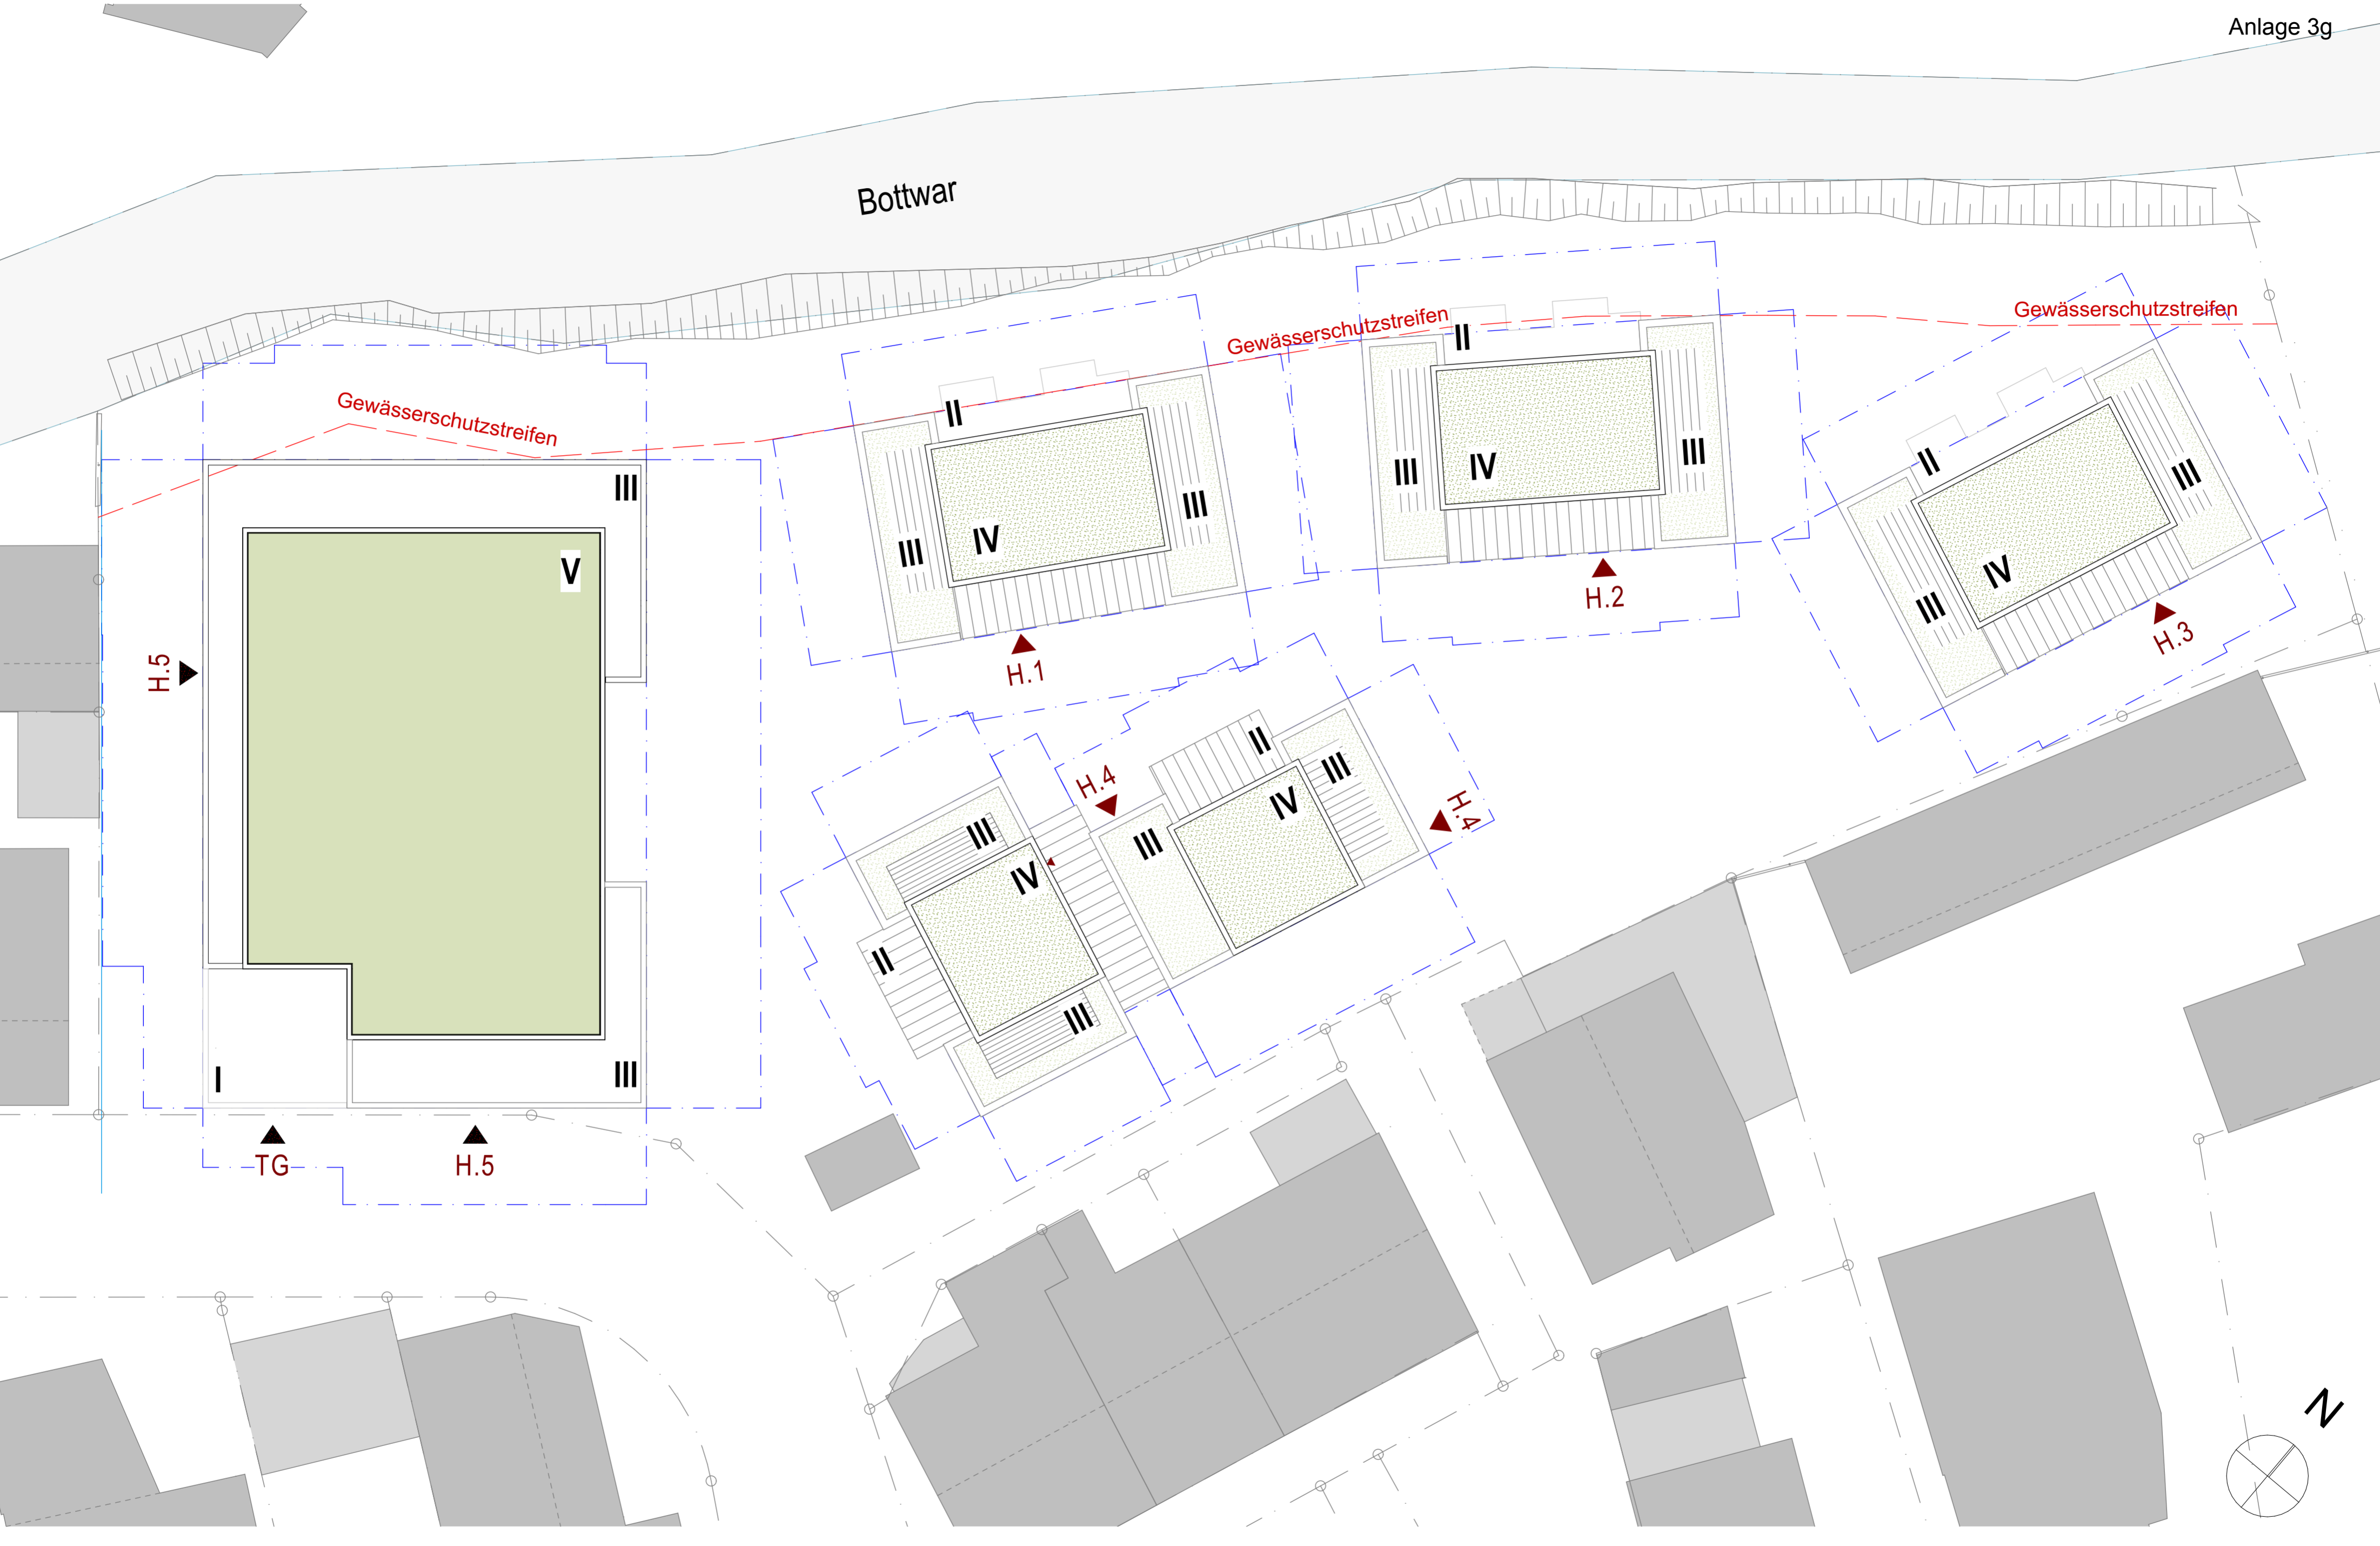 Anlage 3g
Bottwar
Gewässerschutzstreifen
Gewässerschutzstreifen
Gewässerschutzstreifen
II
II
II
III
IV
III
III
IV
III
III
IV
III
III
V
H.5
H.1
H.2
H.3
H.4
II
III
IV
III
H.4
III
IV
II
III
I
III
TG
H.5
N